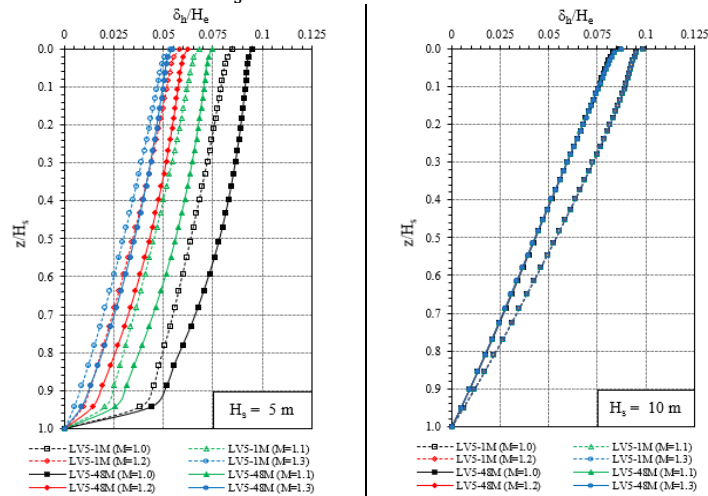 δh/He
0.0 0.025 0.05 0.075 0.1 0.125
0.0
0.1
0.2
0.3
0.4
0.5
0.6
0.7
0.8
0.9
1.0
z/Hs
Hs = 5 m
LV5-1M (M=1.0) LV5-1M (M=1.1)
LV5-1M (M=1.2) LV5-1M (M=1.3)
LV5-48M (M=1.0) LV5-48M (M=1.1)
LV5-48M (M=1.2) LV5-48M (M=1.3)
δh/He
0 0.025 0.05 0.075 0.1 0.125
0.0
0.1
0.2
0.3
0.4
0.5
0.6
0.7
0.8
0.9
1.0
z/Hs
Hs = 10 m
LV5-1M (M=1.0) LV5-1M (M=1.1)
LV5-1M (M=1.2) LV5-1M (M=1.3)
LV5-48M (M=1.0) LV5-48M (M=1.1)
LV5-48M (M=1.2) LV5-48M (M=1.3)